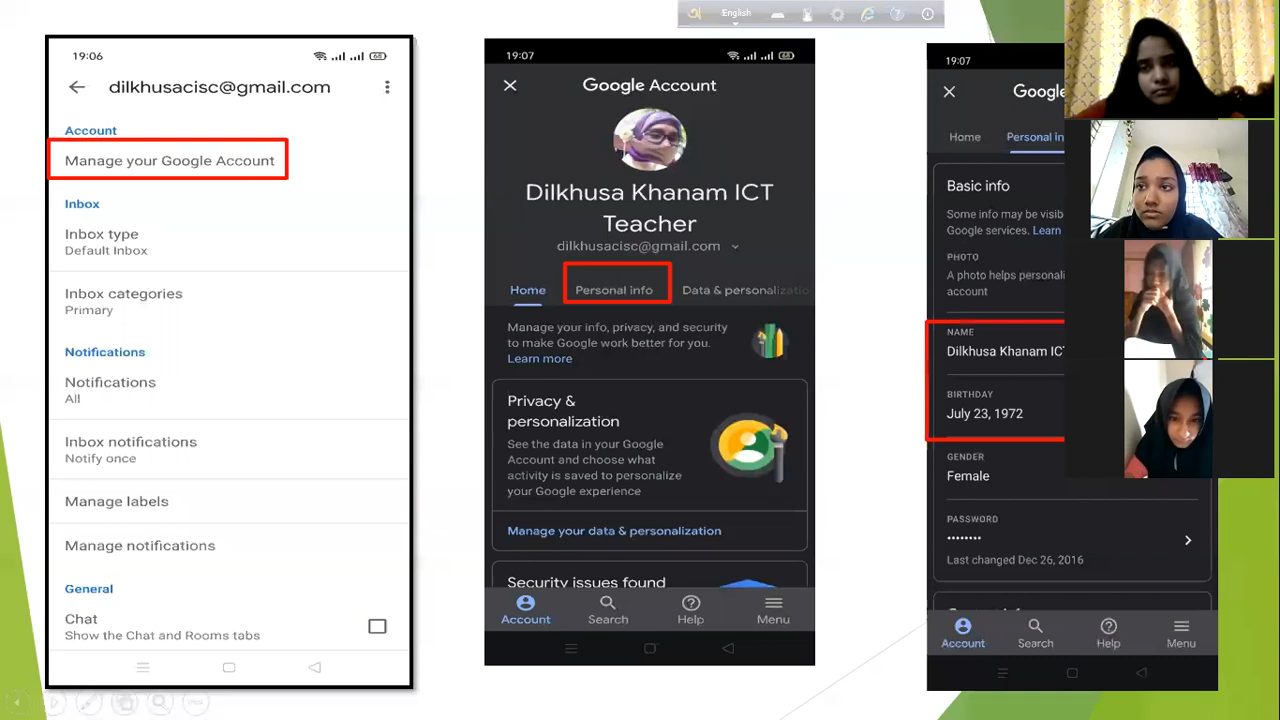 অ English
19:06
dilkhusacisc@gmail.com
Account
Manage your Google Account
Inbox
Inbox type
Default Inbox
Inbox categories
Primary
Notifications
Notifications
All
Inbox notifications
Notify once
Manage labels
Manage notifications
General
Chat
Show the Chat and Rooms tabs
19:07
Google Account
Dilkhusa Khanam ICT
Teacher
dilkhusacisc@gmail.com
Home Personal info Data & personalizatio
Manage your info, privacy, and security
to make Google work better for you.
Learn more
Privacy &
personalization
See the data in your Google
Account and choose what
activity is saved to personalize
your Google experience
Manage your data & personalization
Security issues found
Account Search Help Menu
19:07
Goog
Home Personal in
Basic info
Some info may be visib
Google services. Learn
PHOTO
A photo helps personali
account
NAME
Dilkhusa Khanam IC
BIRTHDAY
July 23, 1972
GENDER
Female
PASSWORD
••••••••
Last changed Dec 26, 2016
Account Search Help Menu